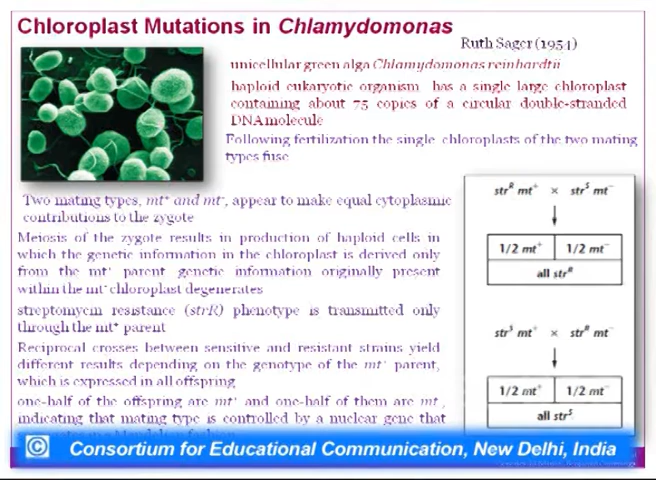 Chloroplast Mutations in Chlamydomonas
Ruth Sager (1954)
unicellular green alga Chlamydomonas reinhardtii
haploid eukaryotic organism has a single large chloroplast
containing about 75 copies of a circular double-stranded
DNA molecule
Following fertilization the single chloroplasts of the two mating
types fuse
Two mating types, mt⁺ and mt⁻, appear to make equal cytoplasmic
contributions to the zygote
Meiosis of the zygote results in production of haploid cells in
which the genetic information in the chloroplast is derived only
from the mt⁺ parent genetic information originally present
within the mt⁻ chloroplast degenerates
streptomycin resistance (strR) phenotype is transmitted only
through the mt⁺ parent
Reciprocal crosses between sensitive and resistant strains yield
different results depending on the genotype of the mt⁺ parent,
which is expressed in all offspring
one-half of the offspring are mt⁺ and one-half of them are mt⁻,
indicating that mating type is controlled by a nuclear gene that
strᴿ mt⁺ × strˢ mt⁻
1/2 mt⁺ 1/2 mt⁻
all strᴿ
strˢ mt⁺ × strᴿ mt⁻
1/2 mt⁺ 1/2 mt⁻
all strˢ
© Consortium for Educational Communication, New Delhi, India